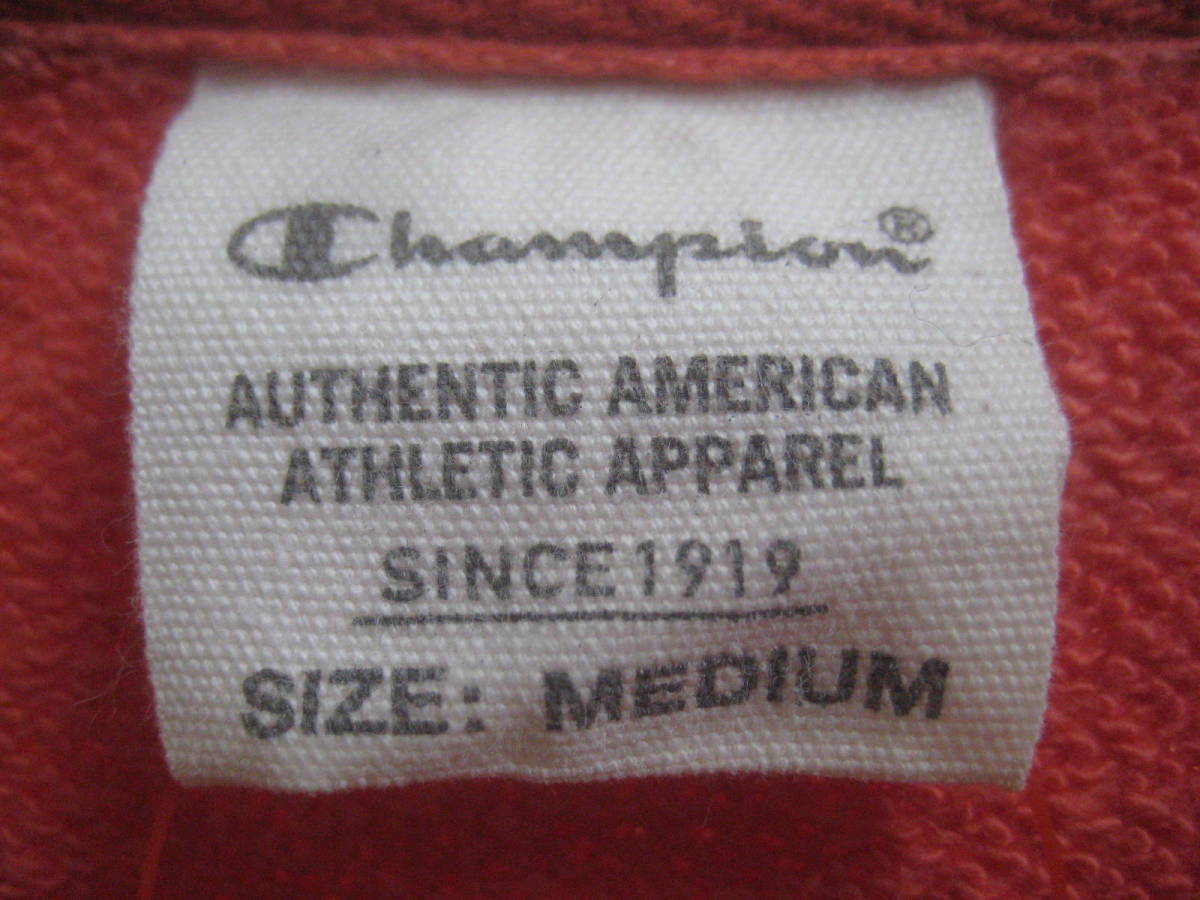 Champion®
AUTHENTIC AMERICAN
ATHLETIC APPAREL
SINCE 1919
SIZE: MEDIUM